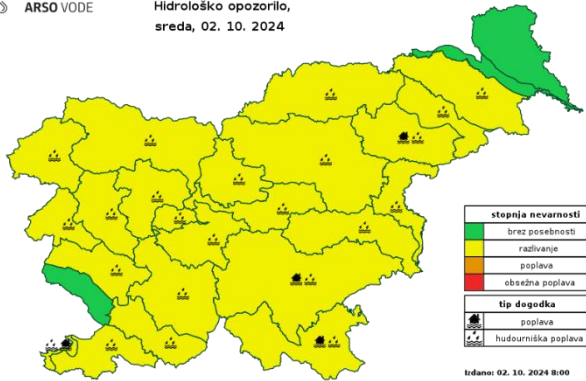 ARSO VODE
Hidrološko opozorilo,
sreda, 02. 10. 2024
stopnja nevarnosti
brez posebnosti
razlivanje
poplava
obsežna poplava
tip dogodka
poplava
hudourniška poplava
Izdano: 02. 10. 2024 8:00